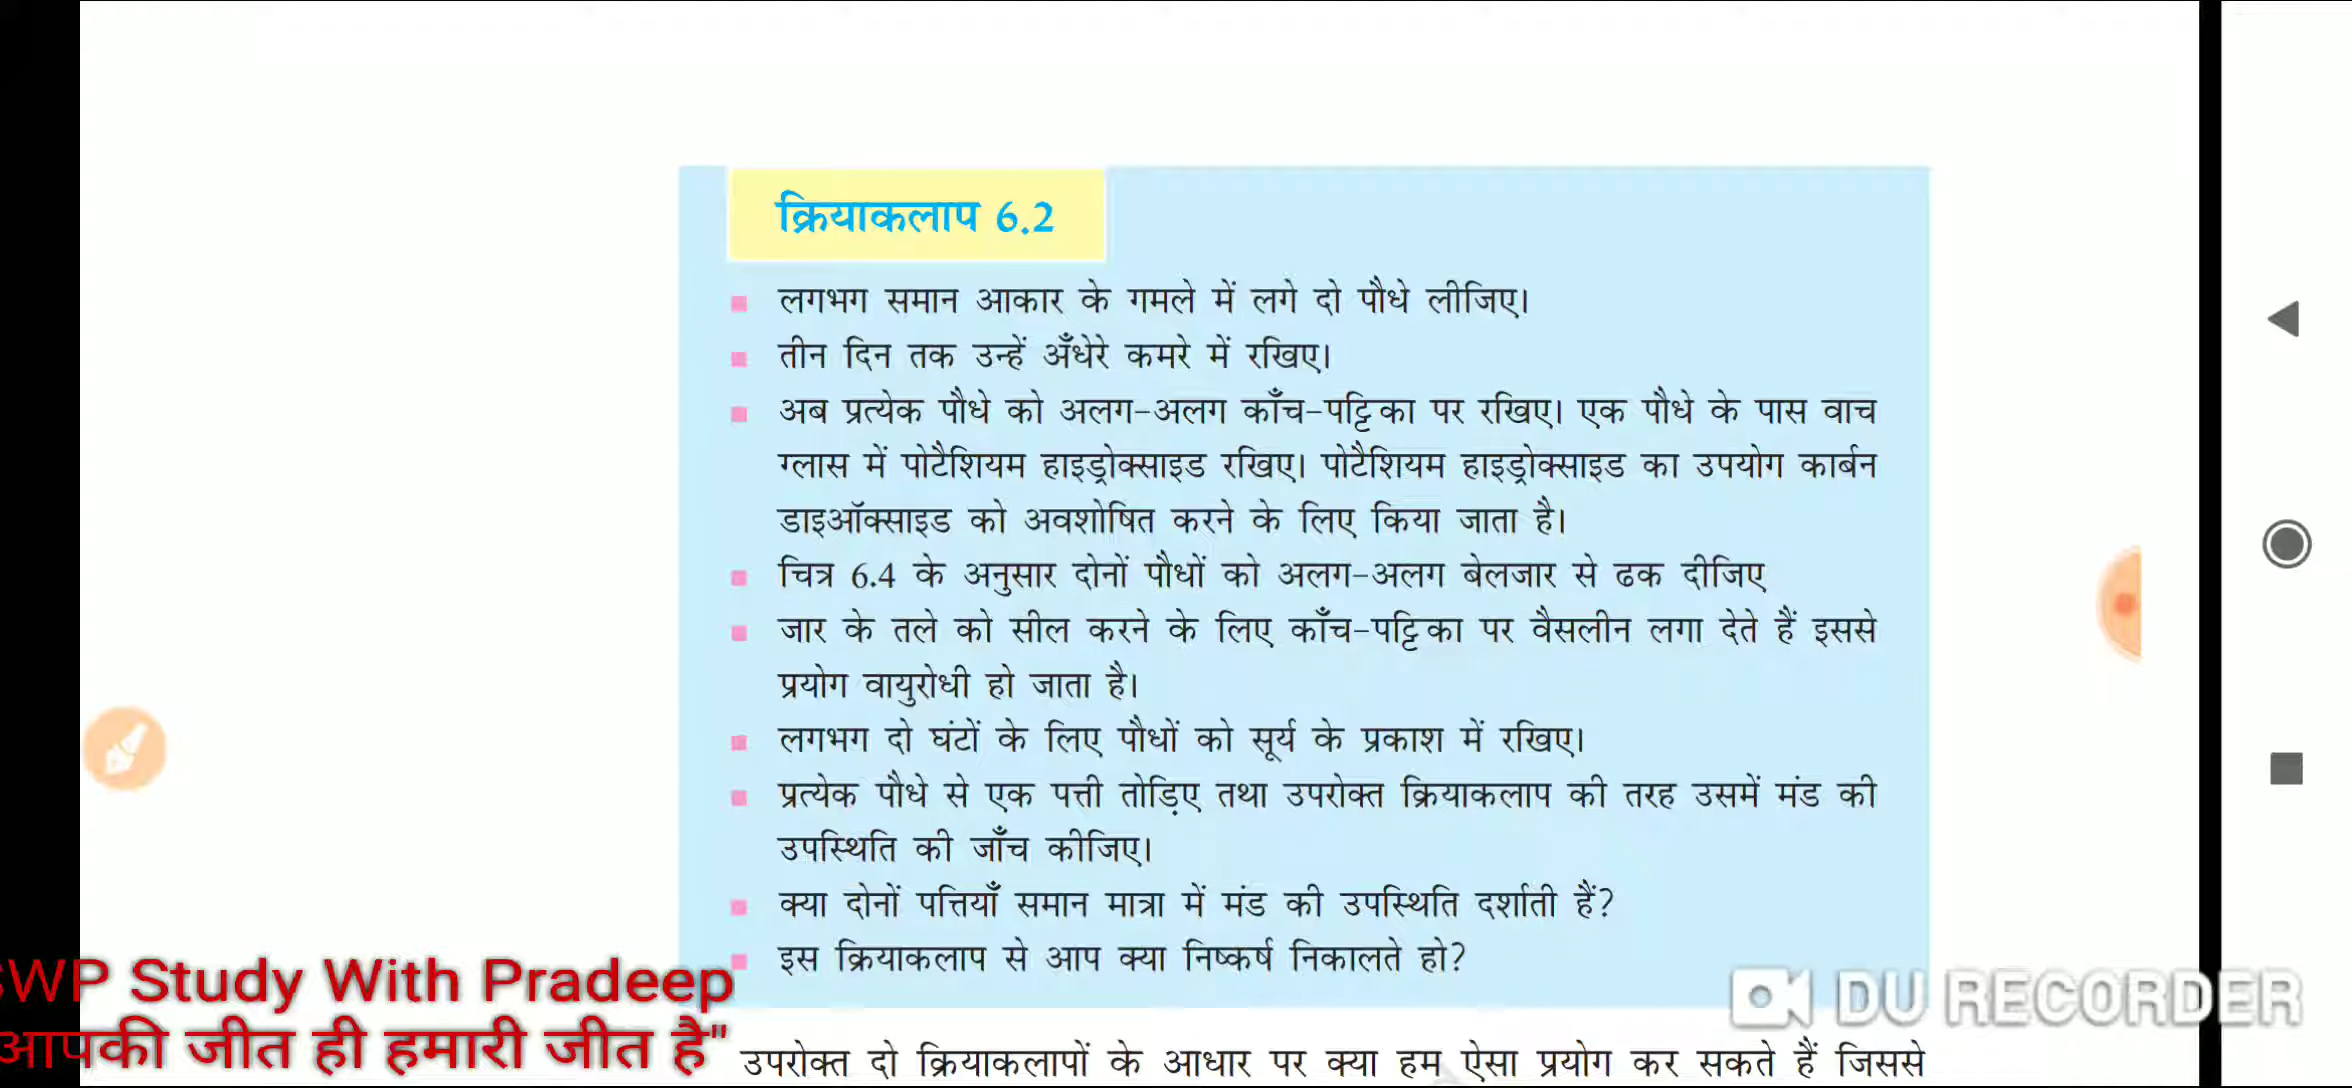 क्रियाकलाप 6.2
लगभग समान आकार के गमले में लगे दो पौधे लीजिए।
तीन दिन तक उन्हें अँधेरे कमरे में रखिए।
अब प्रत्येक पौधे को अलग-अलग काँच-पट्टिका पर रखिए। एक पौधे के पास वाच
ग्लास में पोटैशियम हाइड्रोक्साइड रखिए। पोटैशियम हाइड्रोक्साइड का उपयोग कार्बन
डाइऑक्साइड को अवशोषित करने के लिए किया जाता है।
चित्र 6.4 के अनुसार दोनों पौधों को अलग-अलग बेलजार से ढक दीजिए
जार के तले को सील करने के लिए काँच-पट्टिका पर वैसलीन लगा देते हैं इससे
प्रयोग वायुरोधी हो जाता है।
लगभग दो घंटों के लिए पौधों को सूर्य के प्रकाश में रखिए।
प्रत्येक पौधे से एक पत्ती तोड़िए तथा उपरोक्त क्रियाकलाप की तरह उसमें मंड की
उपस्थिति की जाँच कीजिए।
क्या दोनों पत्तियाँ समान मात्रा में मंड की उपस्थिति दर्शाती हैं?
इस क्रियाकलाप से आप क्या निष्कर्ष निकालते हो?
SWP Study With Pradeep
आपकी जीत ही हमारी जीत है"
DU RECORDER
उपरोक्त दो क्रियाकलापों के आधार पर क्या हम ऐसा प्रयोग कर सकते हैं जिससे